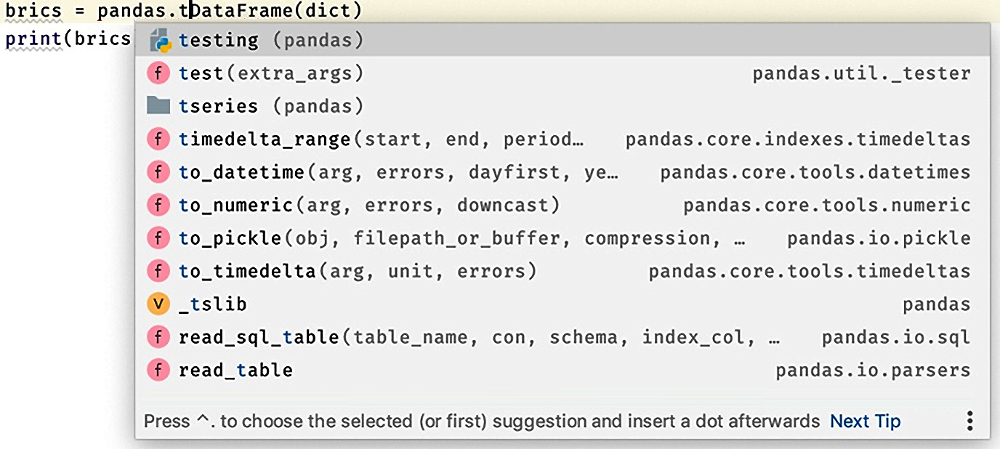 brics = pandas.tDataFrame(dict)
print(brics
testing (pandas)
f test(extra_args) pandas.util._tester
tseries (pandas)
f timedelta_range(start, end, period… pandas.core.indexes.timedeltas
f to_datetime(arg, errors, dayfirst, ye… pandas.core.tools.datetimes
f to_numeric(arg, errors, downcast) pandas.core.tools.numeric
f to_pickle(obj, filepath_or_buffer, compression, … pandas.io.pickle
f to_timedelta(arg, unit, errors) pandas.core.tools.timedeltas
V _tslib pandas
f read_sql_table(table_name, con, schema, index_col, … pandas.io.sql
f read_table pandas.io.parsers
Press ^. to choose the selected (or first) suggestion and insert a dot afterwards Next Tip